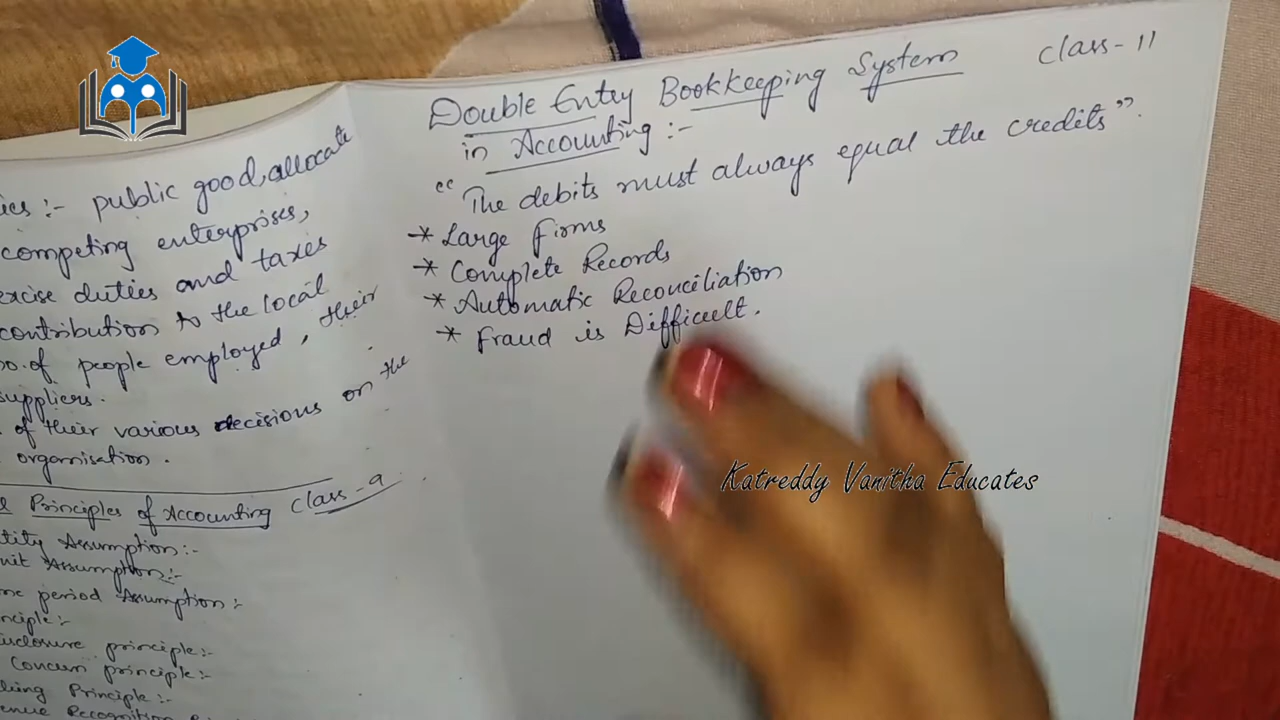 Double Entry Bookkeeping System Class-11
in Accounting:-
"The debits must always equal the credits".
* Large Firms
* Complete Records
* Automatic Reconciliation
* Fraud is Difficult.
:- public good, allocate
competing enterprises,
duties and taxes
contribution to the local
of people employed, their
suppliers.
of their various decisions on the
organisation.
Principles of Accounting Class-9
Assumption:-
Assumption:-
period Assumption:-
principle:-
Concern principle:-
Principle:-
Recognition
Katreddy Vanitha Educates